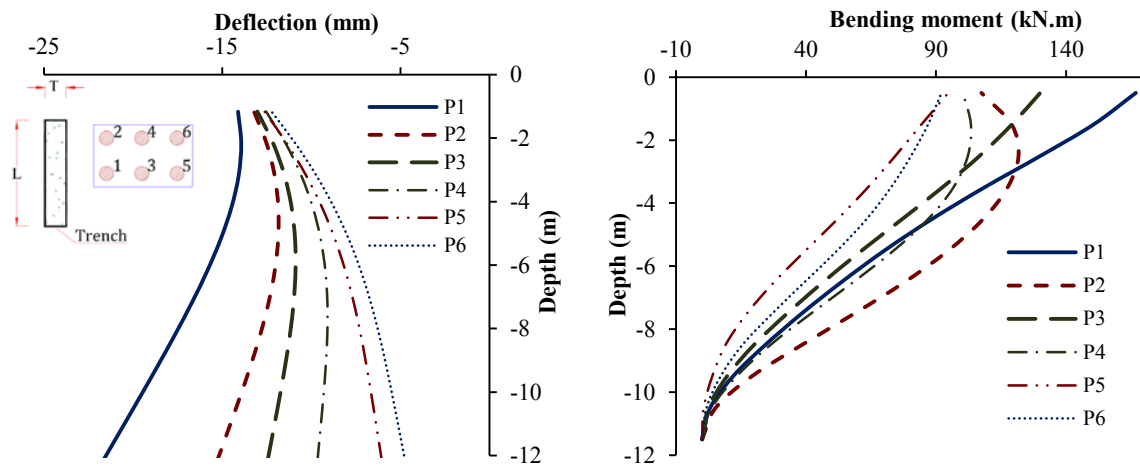 Deflection (mm)
-25 -15 -5
0
-2
-4
-6
-8
-10
-12
Depth (m)
P1
P2
P3
P4
P5
P6
T
L
2 4 6
1 3 5
Trench
Bending moment (kN.m)
-10 40 90 140
0
-2
-4
-6
-8
-10
-12
Depth (m)
P1
P2
P3
P4
P5
P6